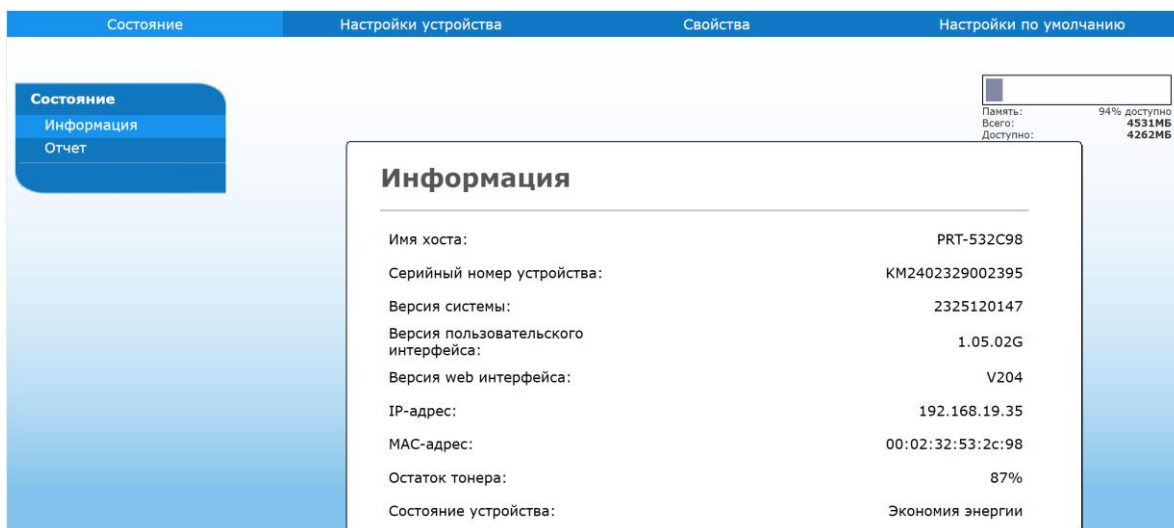 Состояние Настройки устройства Свойства Настройки по умолчанию
Состояние
Информация
Отчет
Память: 94% доступно
Всего: 4531МБ
Доступно: 4262МБ
Информация
Имя хоста: PRT-532C98
Серийный номер устройства: KM2402329002395
Версия системы: 2325120147
Версия пользовательского
интерфейса: 1.05.02G
Версия web интерфейса: V204
IP-адрес: 192.168.19.35
MAC-адрес: 00:02:32:53:2c:98
Остаток тонера: 87%
Состояние устройства: Экономия энергии